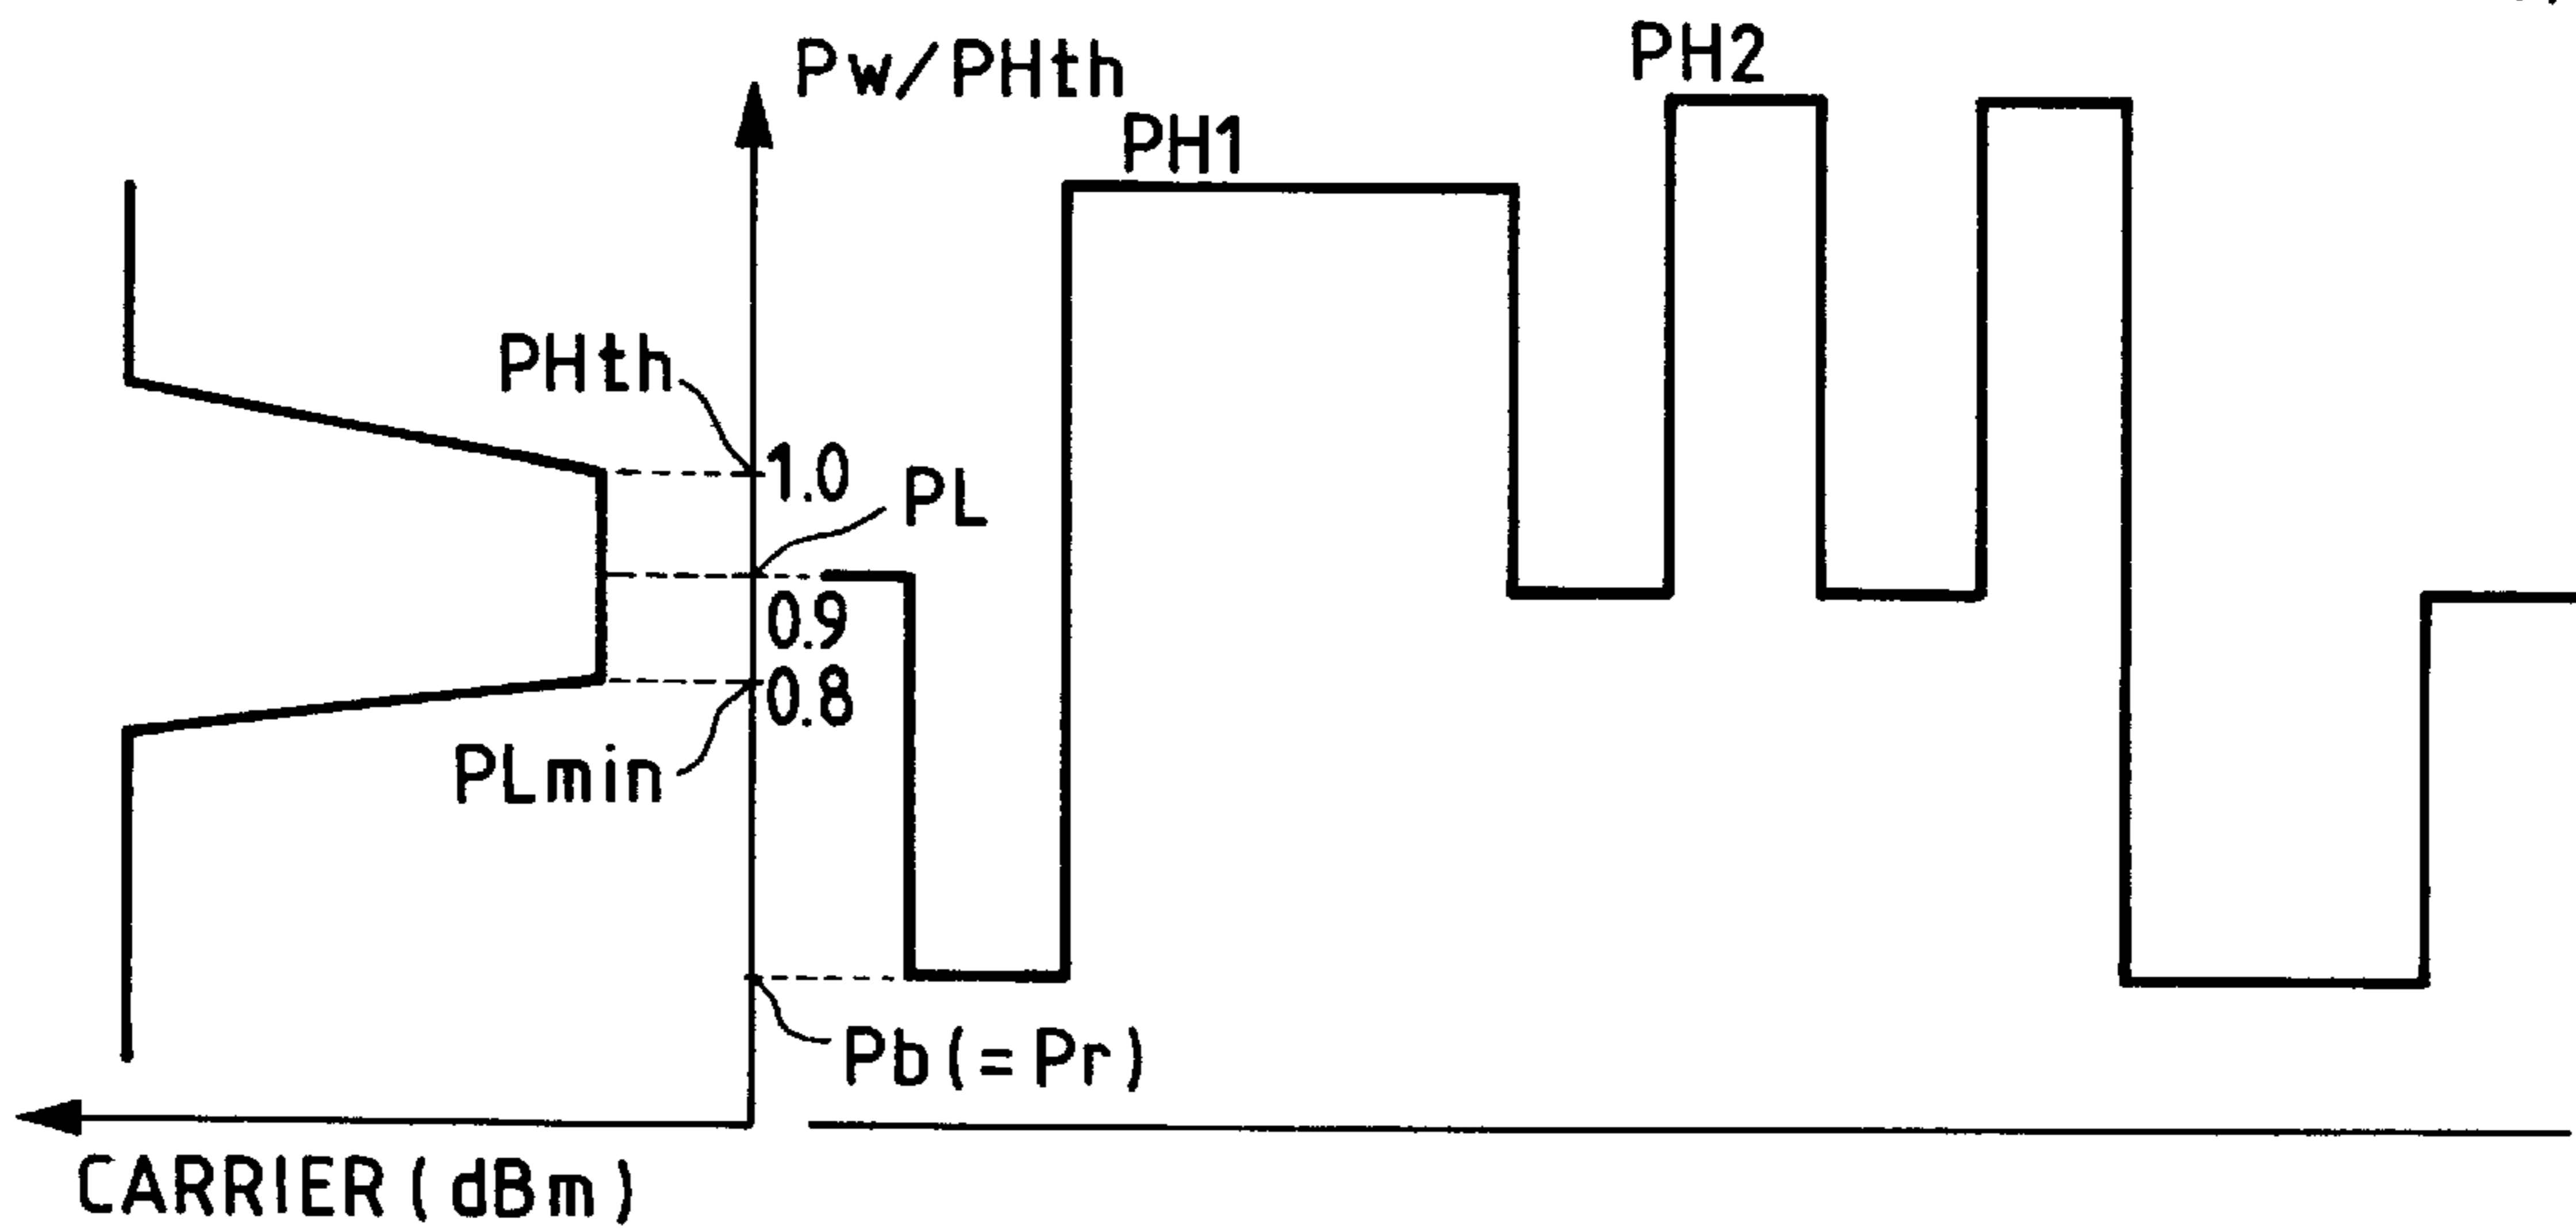 PH2
Pw/PHth
PH1
PHth
1.0
PL
0.9
0.8
PLmin
Pb(=Pr)
CARRIER(dBm)